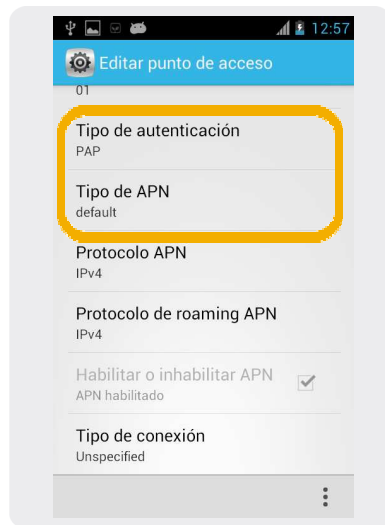 12:57
Editar punto de acceso
01
Tipo de autenticación
PAP
Tipo de APN
default
Protocolo APN
IPv4
Protocolo de roaming APN
IPv4
Habilitar o inhabilitar APN
APN habilitado
Tipo de conexión
Unspecified